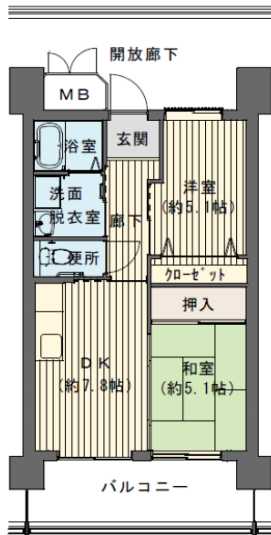 開放廊下
MB
浴室
玄関
洋室
(約5.1帖)
洗面
脱衣室
廊下
便所
クローゼット
押入
DK
(約7.8帖)
和室
(約5.1帖)
バルコニー